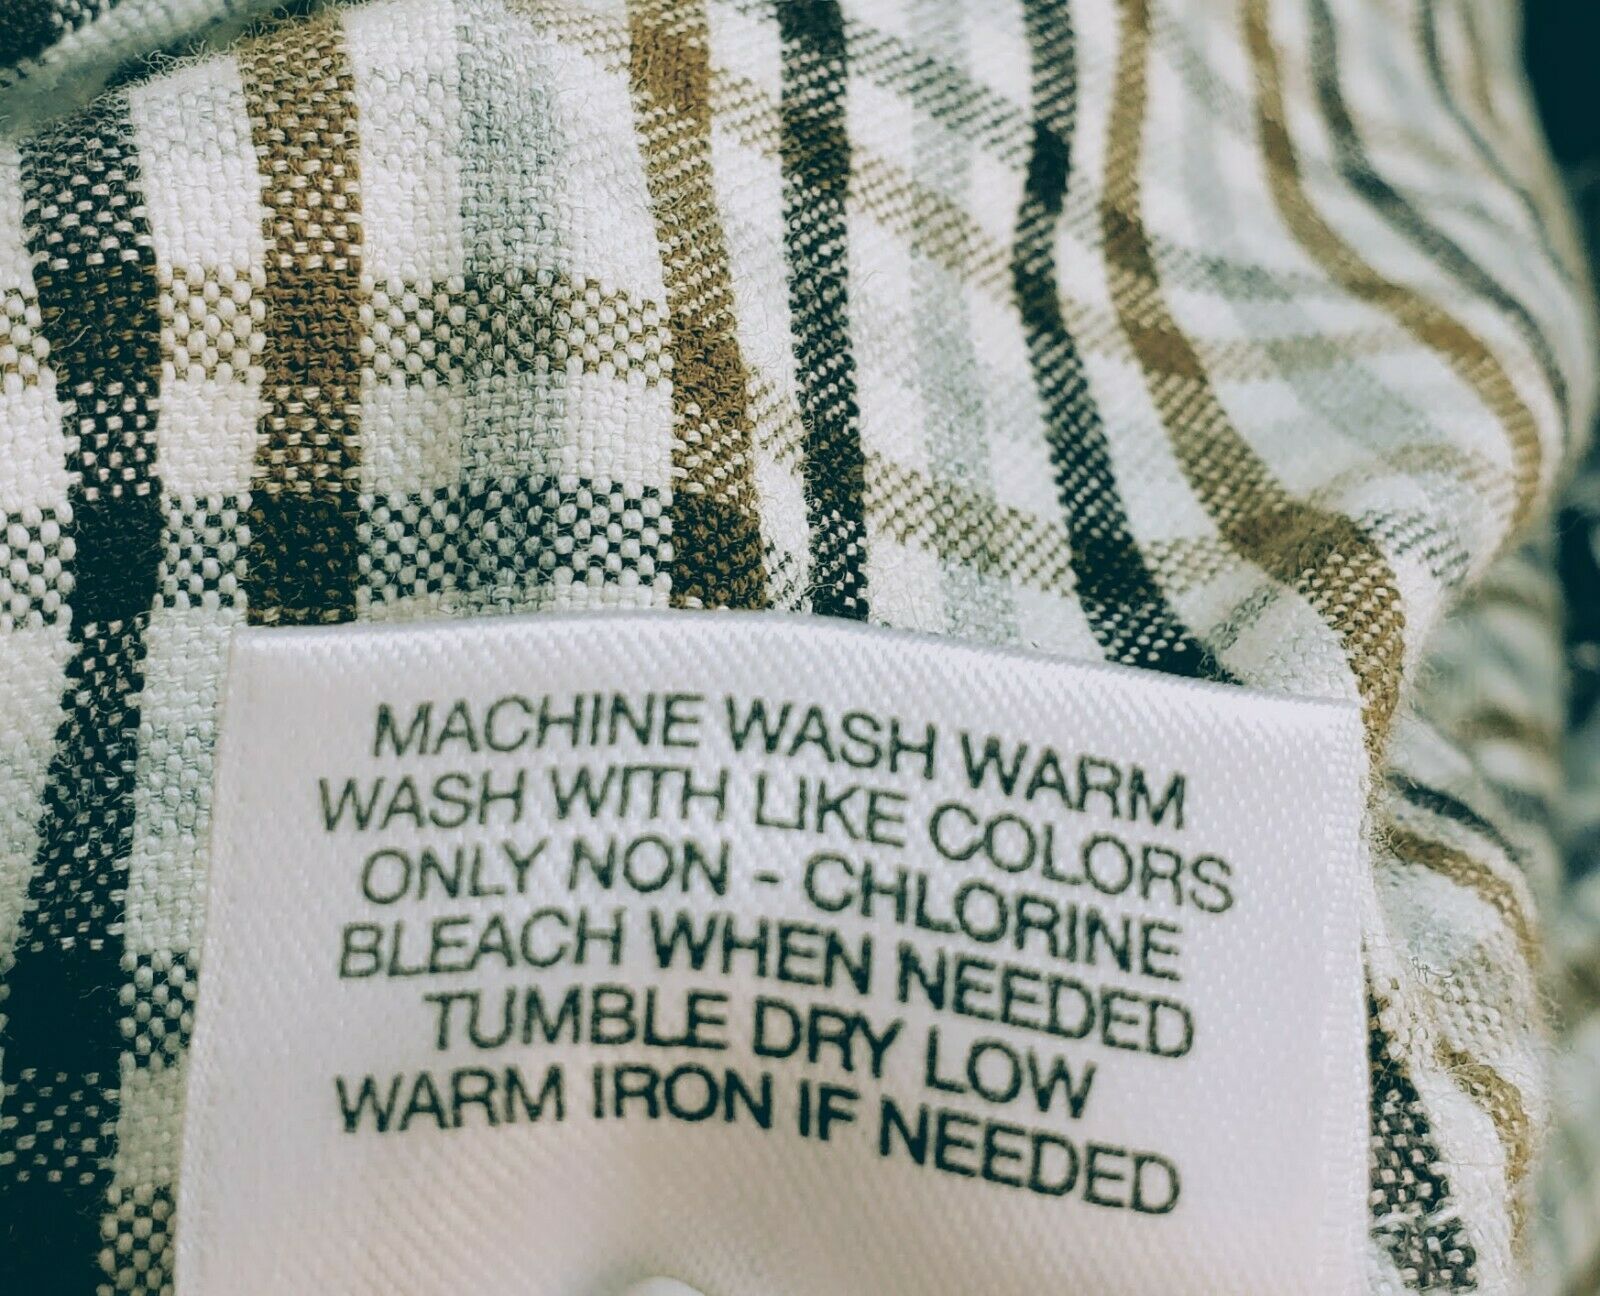 MACHINE WASH WARM
WASH WITH LIKE COLORS
ONLY NON - CHLORINE
BLEACH WHEN NEEDED
TUMBLE DRY LOW
WARM IRON IF NEEDED